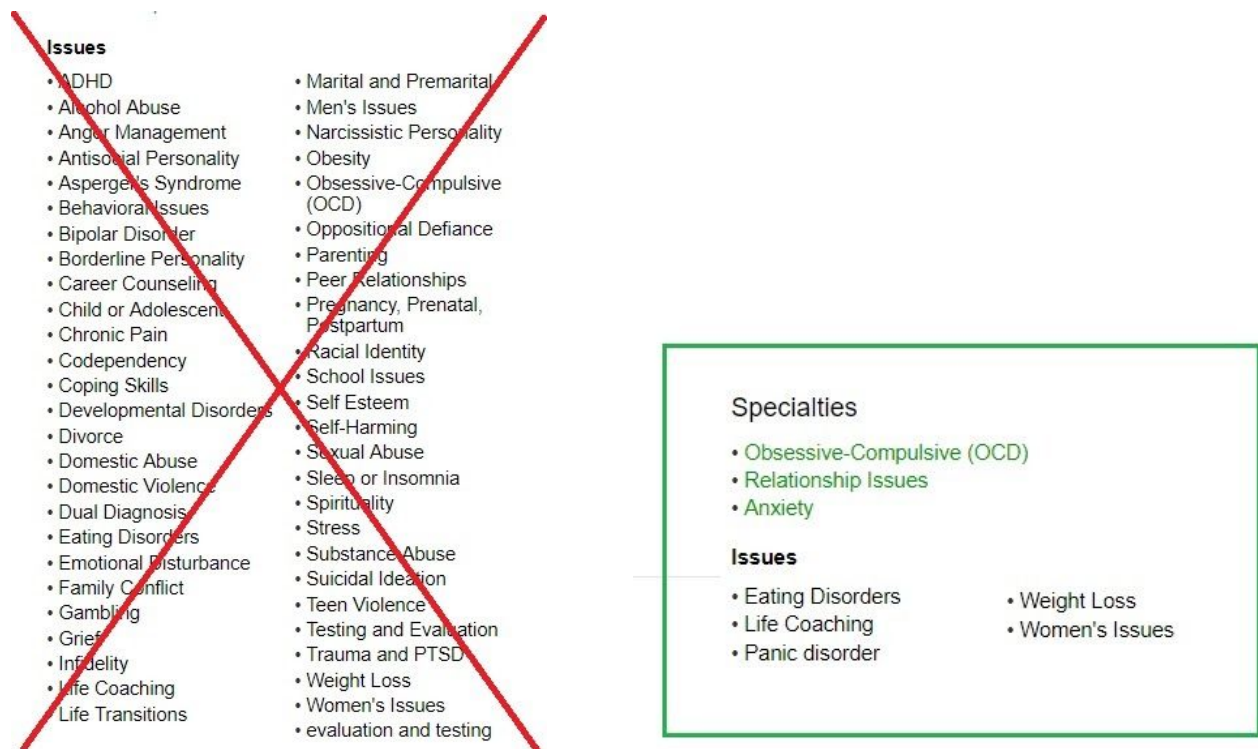 Issues
• ADHD
• Alcohol Abuse
• Anger Management
• Antisocial Personality
• Asperger's Syndrome
• Behavioral Issues
• Bipolar Disorder
• Borderline Personality
• Career Counseling
• Child or Adolescent
• Chronic Pain
• Codependency
• Coping Skills
• Developmental Disorders
• Divorce
• Domestic Abuse
• Domestic Violence
• Dual Diagnosis
• Eating Disorders
• Emotional Disturbance
• Family Conflict
• Gambling
• Grief
• Infidelity
• Life Coaching
• Life Transitions
• Marital and Premarital
• Men's Issues
• Narcissistic Personality
• Obesity
• Obsessive-Compulsive
(OCD)
• Oppositional Defiance
• Parenting
• Peer Relationships
• Pregnancy, Prenatal,
Postpartum
• Racial Identity
• School Issues
• Self Esteem
• Self-Harming
• Sexual Abuse
• Sleep or Insomnia
• Spirituality
• Stress
• Substance Abuse
• Suicidal Ideation
• Teen Violence
• Testing and Evaluation
• Trauma and PTSD
• Weight Loss
• Women's Issues
• evaluation and testing
Specialties
• Obsessive-Compulsive (OCD)
• Relationship Issues
• Anxiety
Issues
• Eating Disorders
• Life Coaching
• Panic disorder
• Weight Loss
• Women's Issues